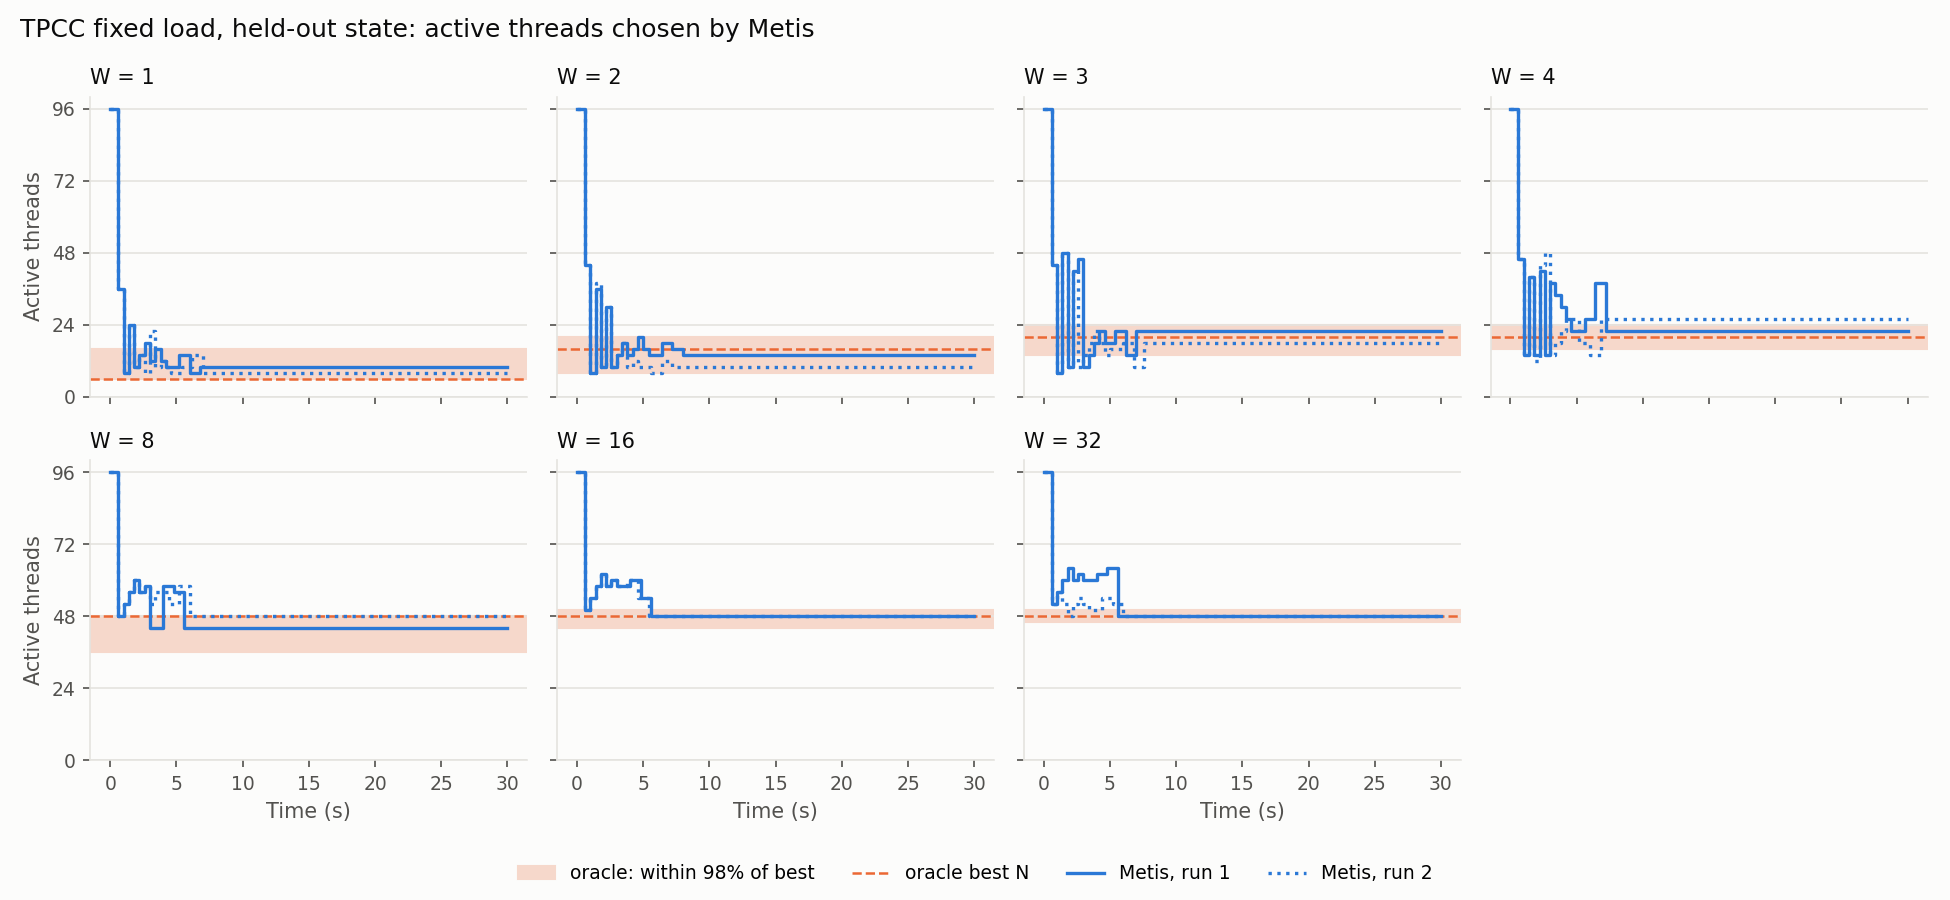 TPCC fixed load, held-out state: active threads chosen by Metis
W = 1
W = 2
W = 3
W = 4
Active threads
96
72
48
24
0
W = 8
W = 16
W = 32
Active threads
96
72
48
24
0
0 5 10 15 20 25 30
0 5 10 15 20 25 30
0 5 10 15 20 25 30
Time (s)
Time (s)
Time (s)
oracle: within 98% of best
oracle best N
Metis, run 1
Metis, run 2